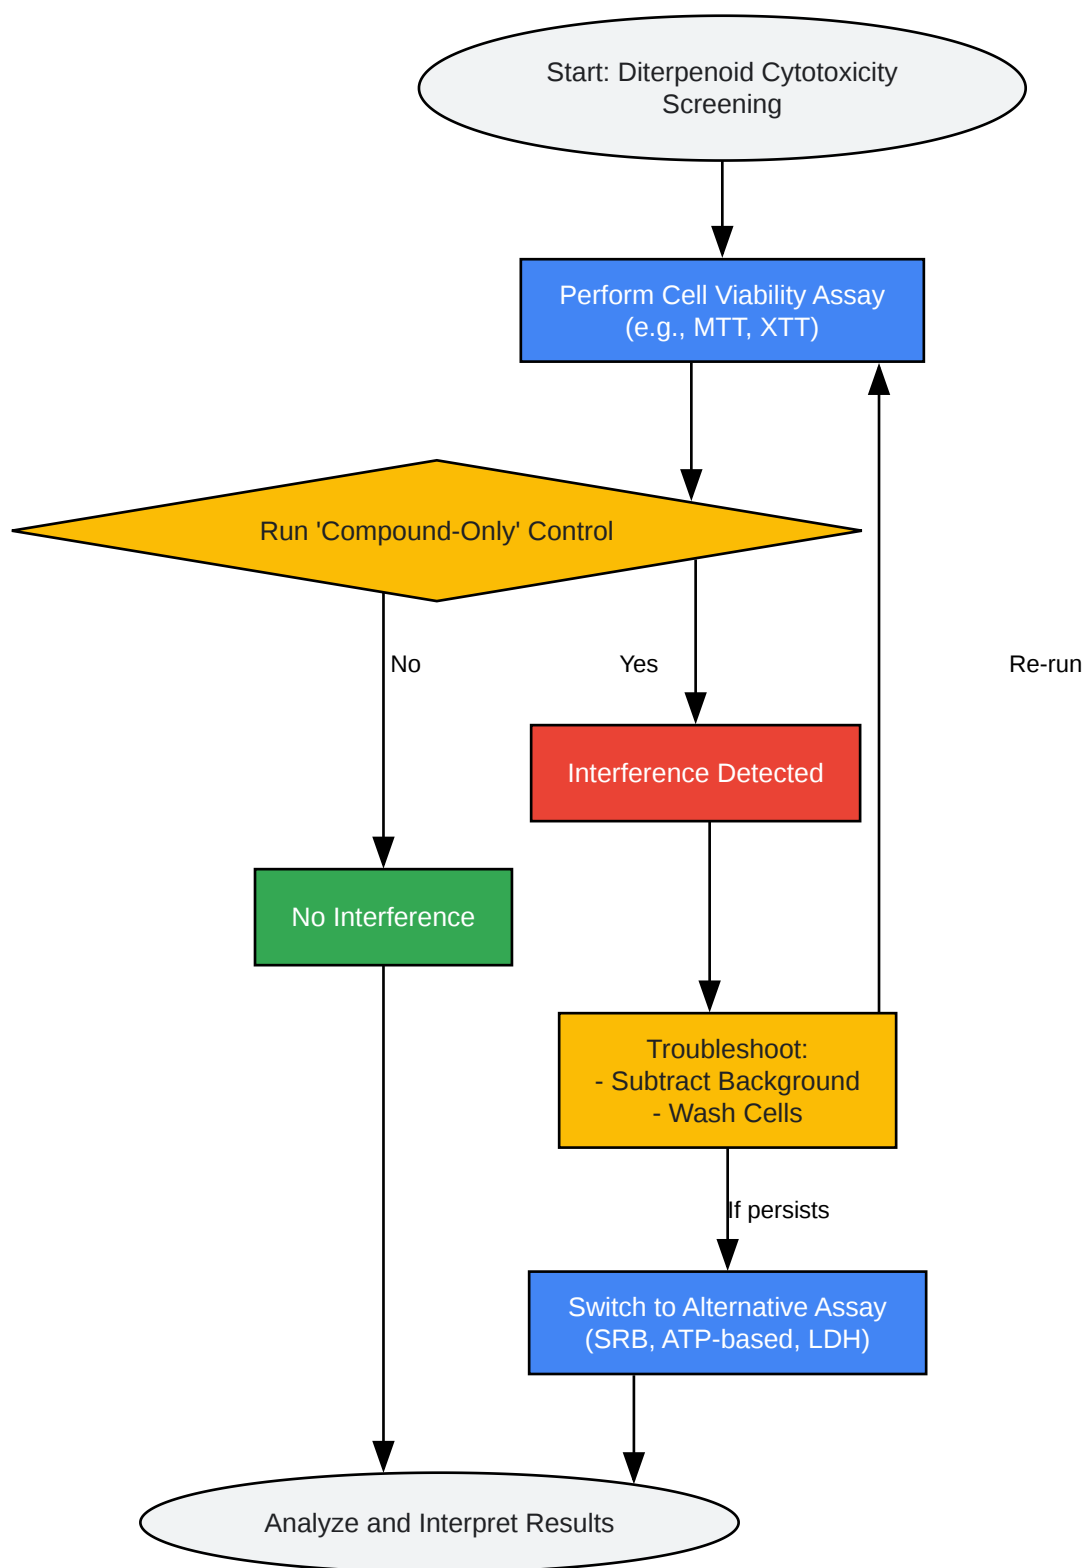 Start: Diterpenoid Cytotoxicity
Screening
Perform Cell Viability Assay
(e.g., MTT, XTT)
Run 'Compound-Only' Control
No
Yes
Re-run
Interference Detected
No Interference
Troubleshoot:
- Subtract Background
- Wash Cells
If persists
Switch to Alternative Assay
(SRB, ATP-based, LDH)
Analyze and Interpret Results